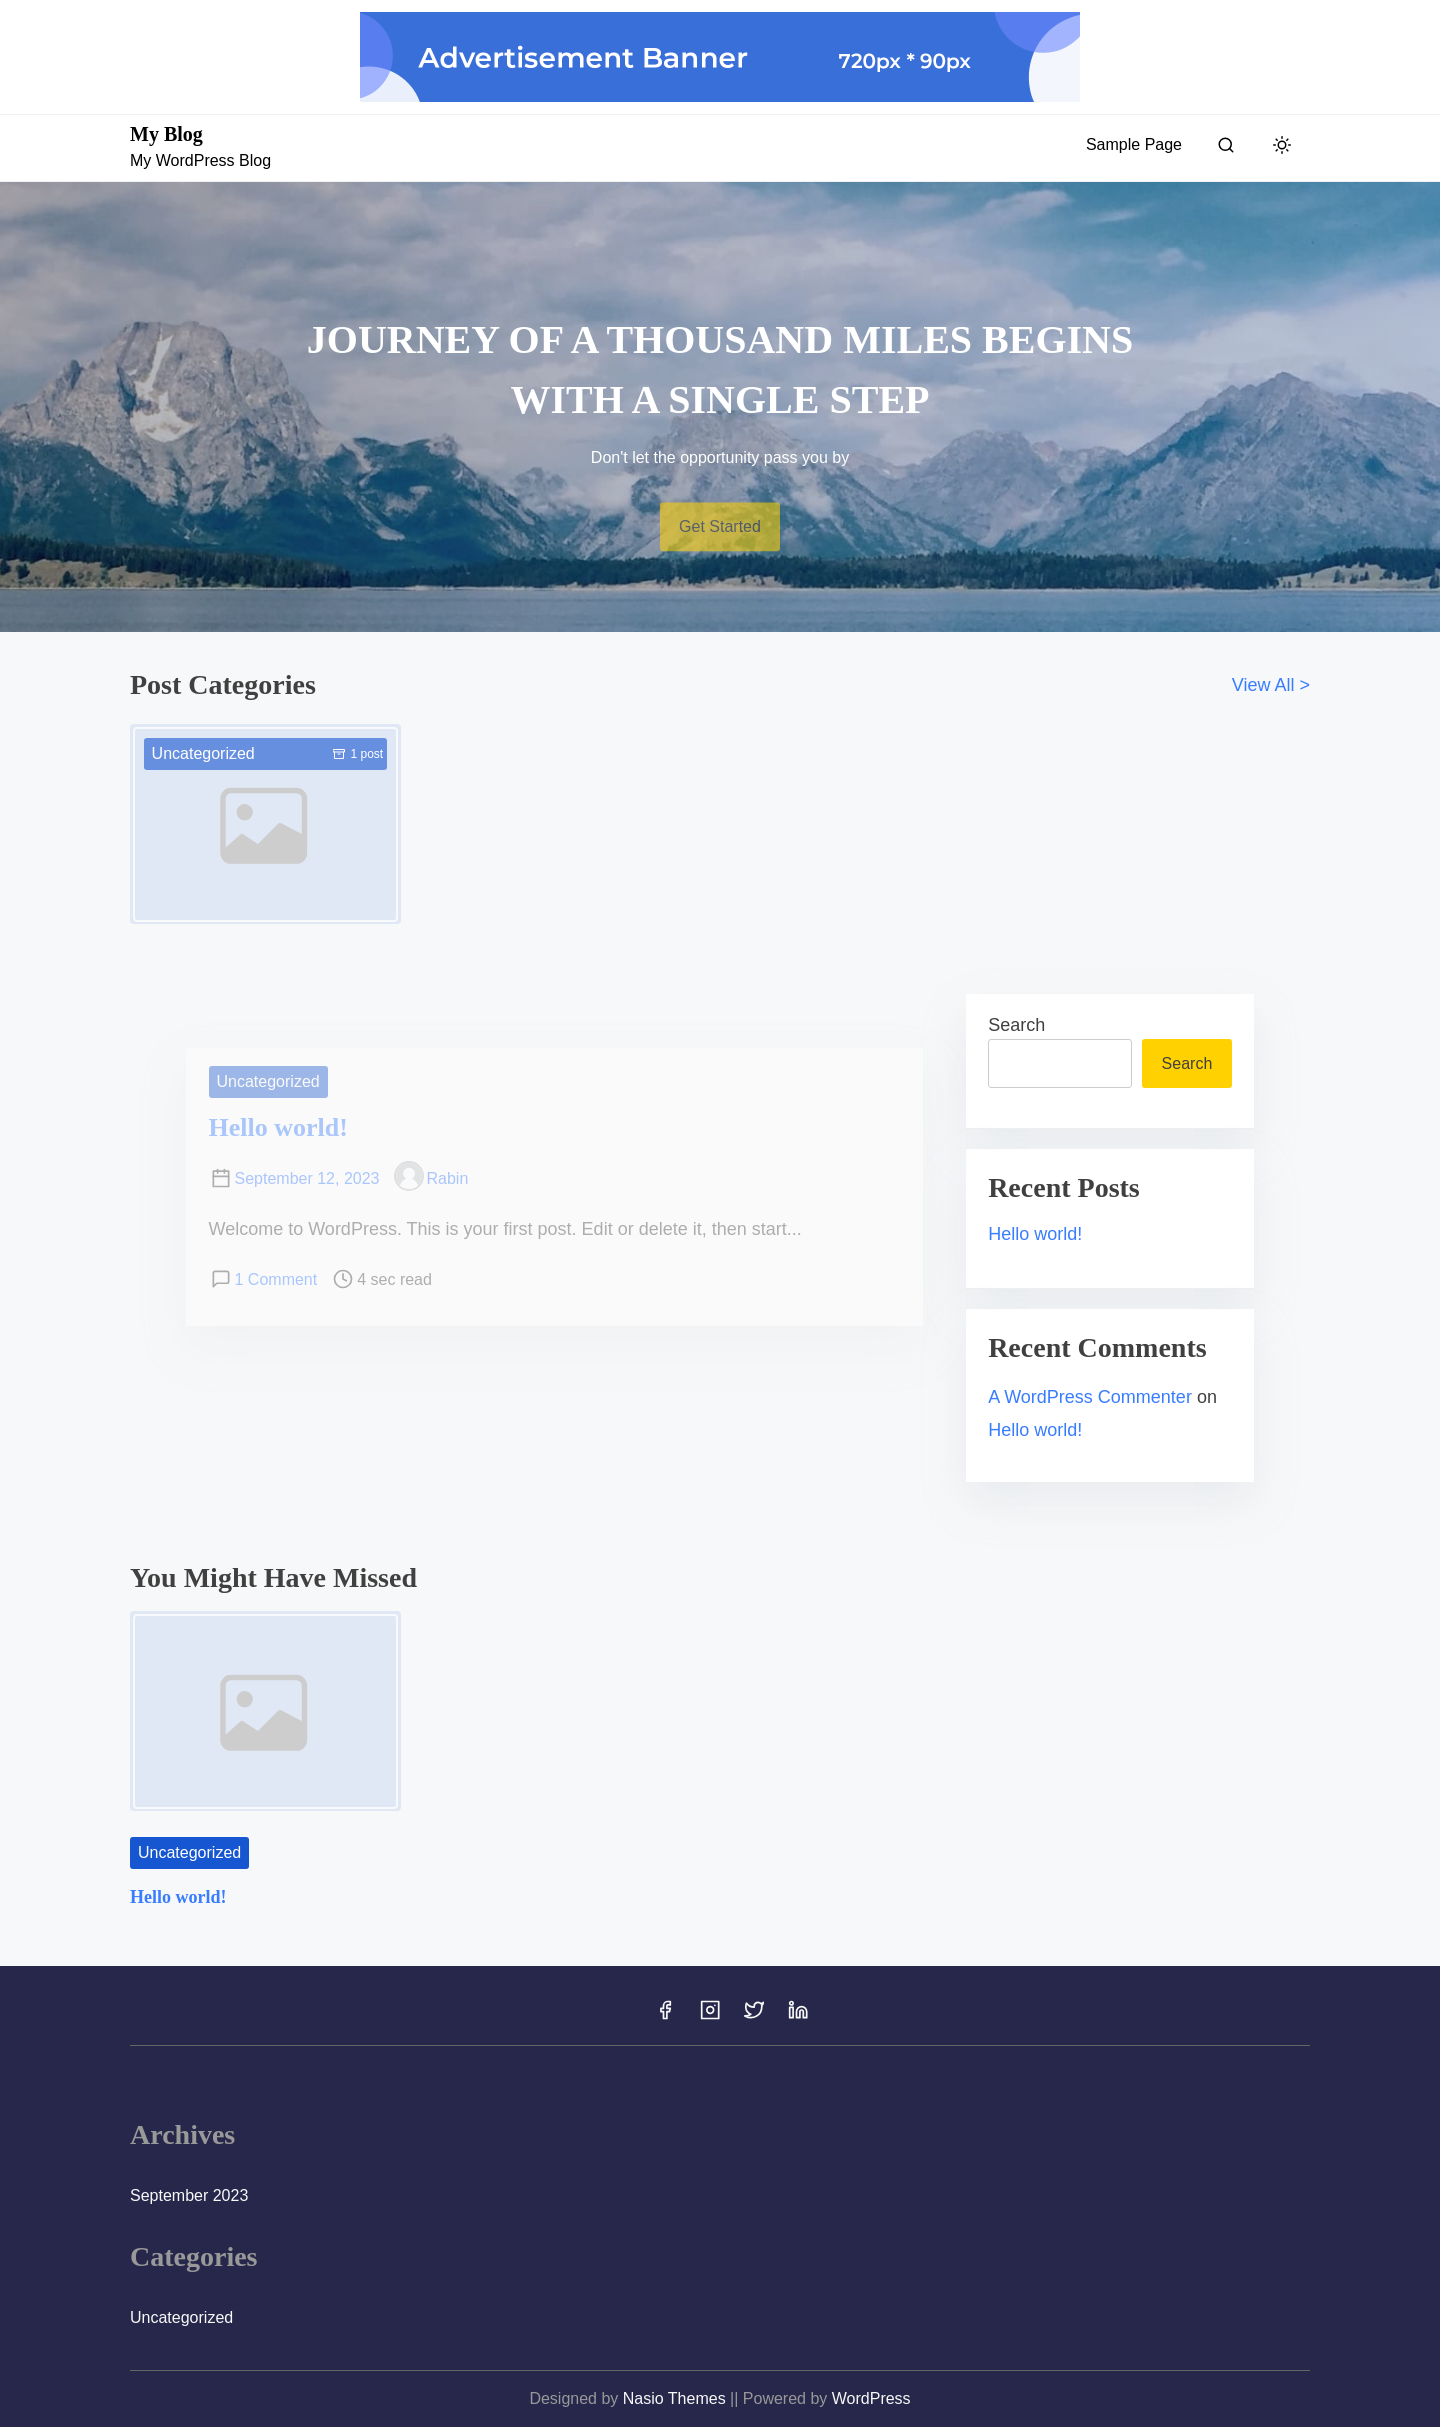 Advertisement Banner 720px * 90px
My Blog
My WordPress Blog
Sample Page
JOURNEY OF A THOUSAND MILES BEGINS
WITH A SINGLE STEP
Don't let the opportunity pass you by
Get Started
Post Categories
View All >
Uncategorized 1 post
Uncategorized
Hello world!
September 12, 2023 Rabin
Welcome to WordPress. This is your first post. Edit or delete it, then start...
1 Comment 4 sec read
Search
Search
Recent Posts
Hello world!
Recent Comments
A WordPress Commenter on
Hello world!
You Might Have Missed
Uncategorized
Hello world!
Archives
September 2023
Categories
Uncategorized
Designed by Nasio Themes || Powered by WordPress